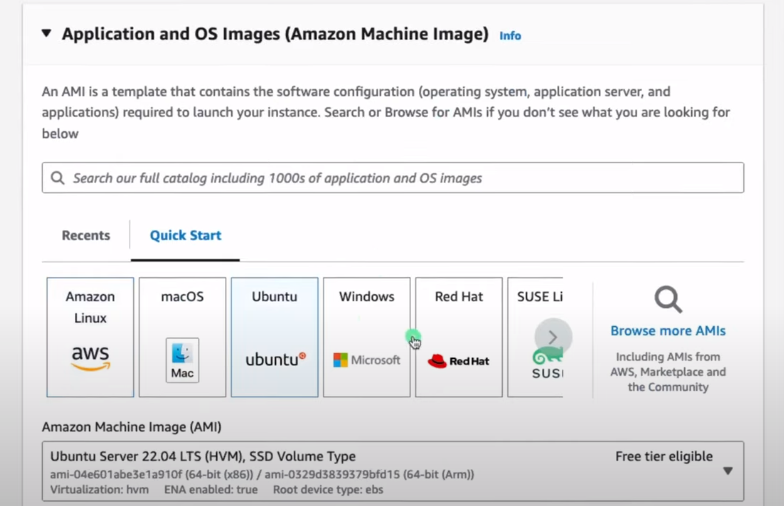 Application and OS Images (Amazon Machine Image) Info
An AMI is a template that contains the software configuration (operating system, application server, and
applications) required to launch your instance. Search or Browse for AMIs if you don't see what you are looking for
below
Search our full catalog including 1000s of application and OS images
Recents
Quick Start
Amazon
Linux
aws
macOS
Mac
Ubuntu
ubuntu
Windows
Microsoft
Red Hat
RedHat
SUSE Li
SUS
Browse more AMIs
Including AMIs from
AWS, Marketplace and
the Community
Amazon Machine Image (AMI)
Ubuntu Server 22.04 LTS (HVM), SSD Volume Type
Free tier eligible
ami-04e601abe3e1a910f (64-bit (x86)) / ami-0329d3839379bfd15 (64-bit (Arm))
Virtualization: hvm ENA enabled: true Root device type: ebs